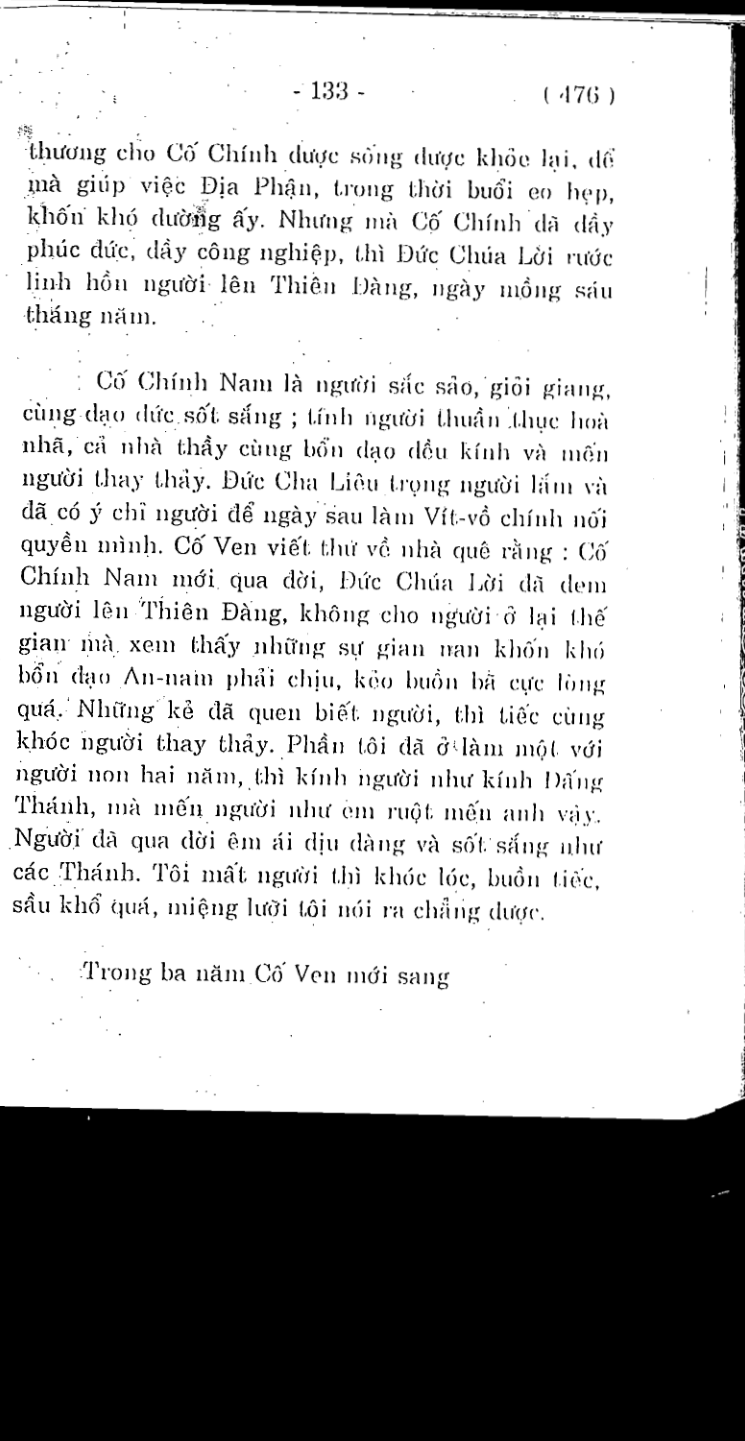 - 133 - ( 476 )
thương cho Cố Chính được sống được khỏe lại, để
mà giúp việc Địa Phận, trong thời buổi eo hẹp,
khốn khó dường ấy. Nhưng mà Cố Chính đã đầy
phúc đức, đầy công nghiệp, thì Đức Chúa Lời rước
linh hồn người lên Thiên Đàng, ngày mồng sáu
tháng năm.
Cố Chính Nam là người sắc sảo, giỏi giang,
cùng đạo đức sốt sắng ; tính người thuần thục hoà
nhã, cả nhà thầy cùng bổn đạo đều kính và mến
người thay thảy. Đức Cha Liêu trọng người lắm và
đã có ý chỉ người để ngày sau làm Vít-vồ chính nối
quyền mình. Cố Ven viết thư về nhà quê rằng : Cố
Chính Nam mới qua đời, Đức Chúa Lời đã đem
người lên Thiên Đàng, không cho người ở lại thế
gian mà xem thấy những sự gian nan khốn khó
bổn đạo An-nam phải chịu, kẻo buồn bã cực lòng
quá. Những kẻ đã quen biết người, thì tiếc cùng
khóc người thay thảy. Phần tôi đã ở làm một với
người non hai năm, thì kính người như kính Đấng
Thánh, mà mến người như em ruột mến anh vậy.
Người đã qua đời êm ái dịu dàng và sốt sắng như
các Thánh. Tôi mất người thì khóc lóc, buồn tiếc,
sầu khổ quá, miệng lưỡi tôi nói ra chẳng được.
Trong ba năm Cố Ven mới sang